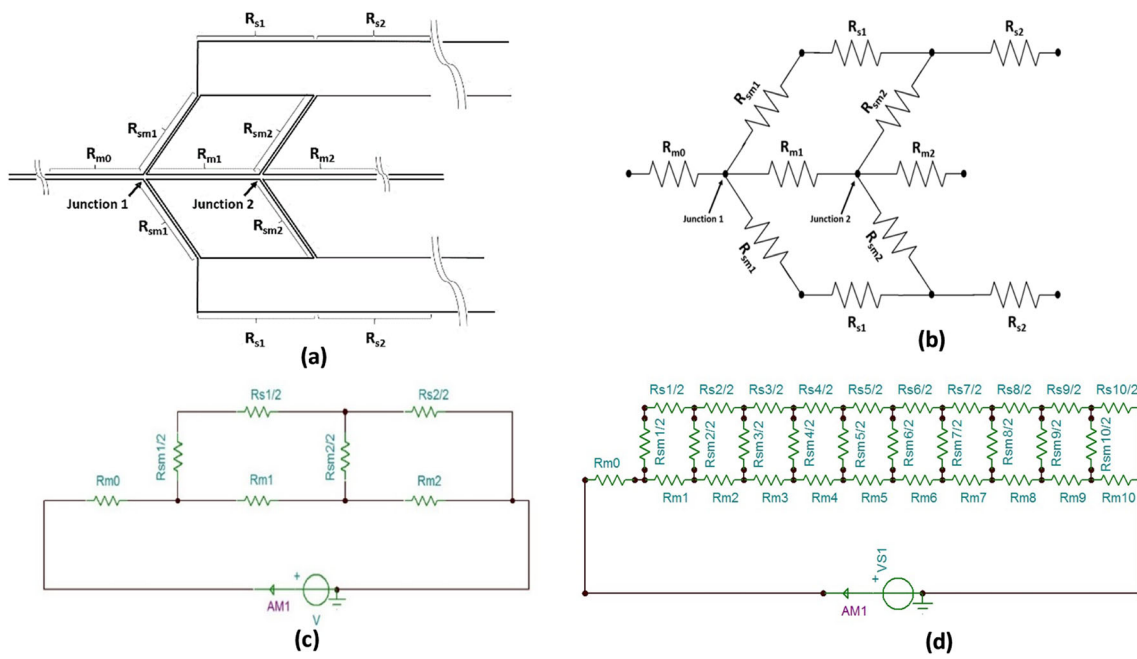 Rs1 Rs2
Rsm1 Rsm2
Rm0 Rm1 Rm2
Junction 1 Junction 2
Rsm1 Rsm2
Rs1 Rs2
(a)
Rs1 Rs2
Rsm1 Rsm2
Rm0 Rm1 Rm2
Junction 1 Junction 2
Rsm1 Rsm2
Rs1 Rs2
(b)
Rs1/2 Rs2/2
Rsm1/2 Rsm2/2
Rm0 Rm1 Rm2
+
AM1 V
(c)
Rs1/2 Rs2/2 Rs3/2 Rs4/2 Rs5/2 Rs6/2 Rs7/2 Rs8/2 Rs9/2 Rs10/2
Rsm1/2 Rsm2/2 Rsm3/2 Rsm4/2 Rsm5/2 Rsm6/2 Rsm7/2 Rsm8/2 Rsm9/2 Rsm10/2
Rm0
Rm1 Rm2 Rm3 Rm4 Rm5 Rm6 Rm7 Rm8 Rm9 Rm10
+ VS1
AM1
(d)